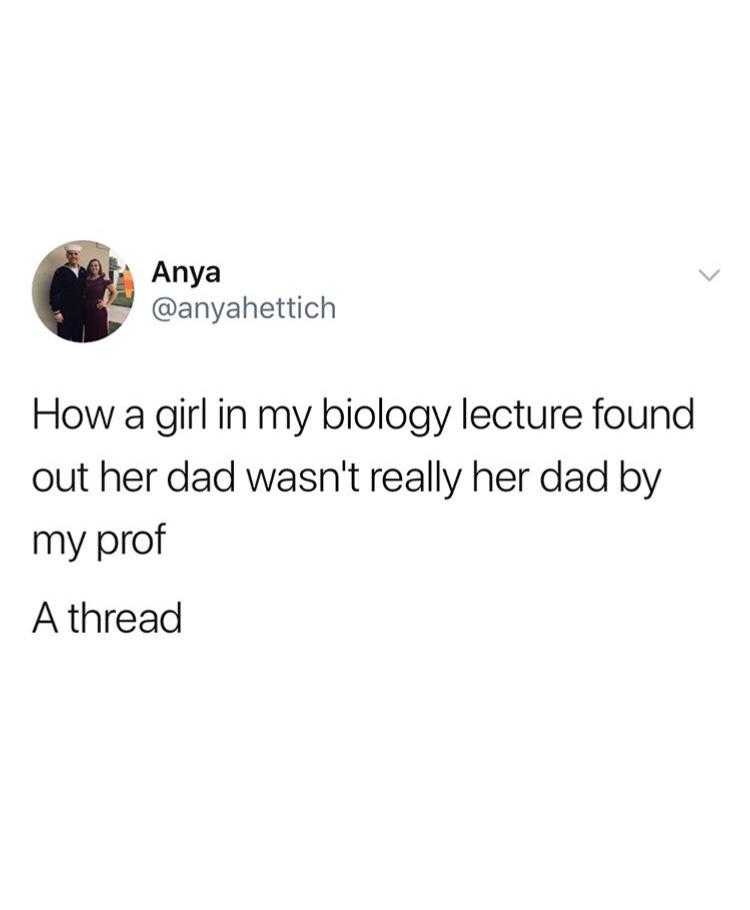 Anya
@anyahettich
How a girl in my biology lecture found
out her dad wasn't really her dad by
my prof
A thread